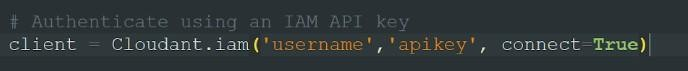 # Authenticate using an IAM API key
client = Cloudant.iam('username','apikey', connect=True)